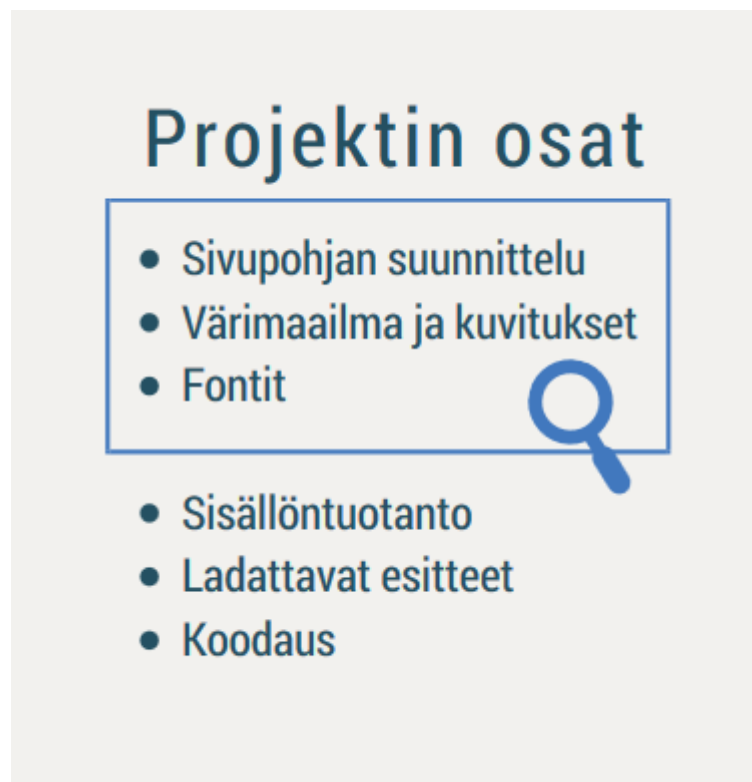 Projektin osat
• Sivupohjan suunnittelu
• Värimaailma ja kuvitukset
• Fontit
• Sisällöntuotanto
• Ladattavat esitteet
• Koodaus